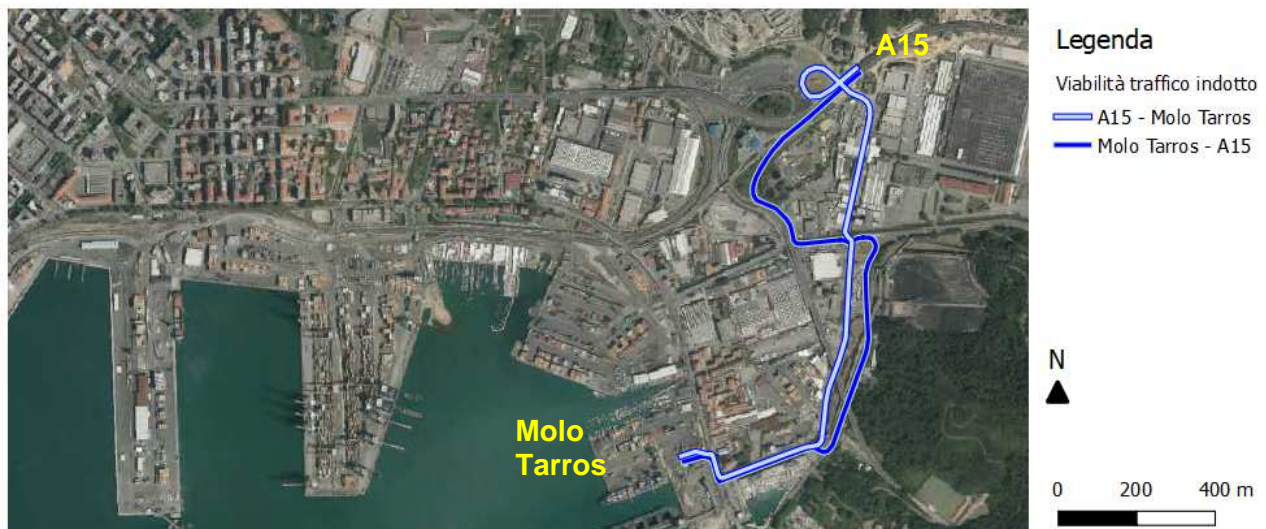 A15
Molo
Tarros
Legenda
Viabilità traffico indotto
A15 - Molo Tarros
Molo Tarros - A15
N
0 200 400 m